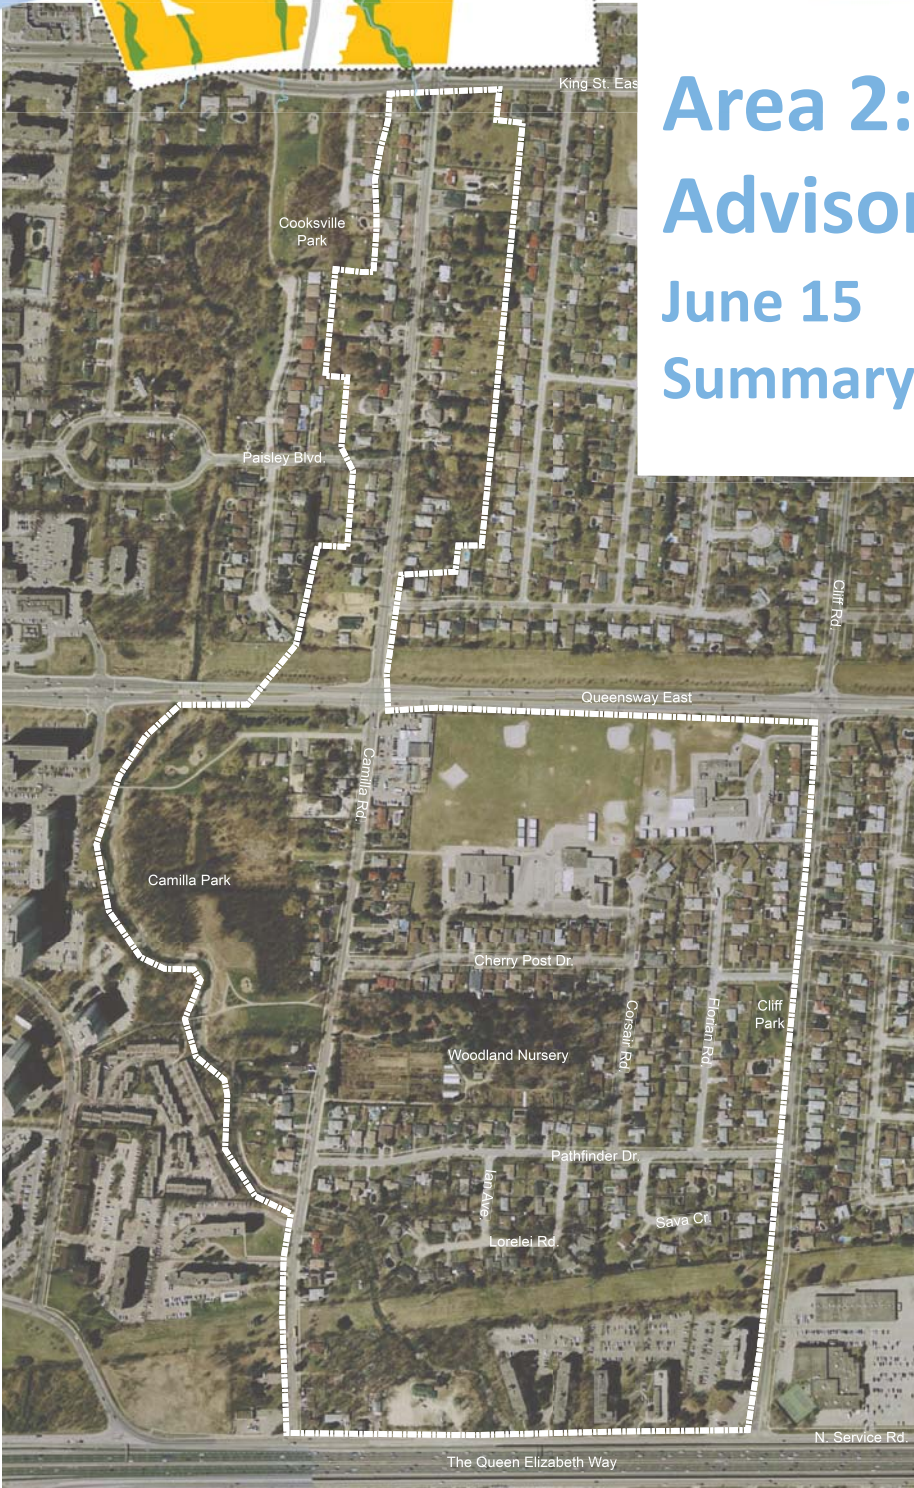 King St. Eas
Area 2:
Advisor
June 15
Summary
Cooksville
Park
Paisley Blvd.
Cliff Rd.
Queensway East
Camilla Rd.
Camilla Park
Cherry Post Dr.
Corsair Rd.
Florian Rd.
Cliff
Park
Woodland Nursery
Pathfinder Dr.
Ian Ave.
Sava Cr
Lorelei Rd.
N. Service Rd.
The Queen Elizabeth Way